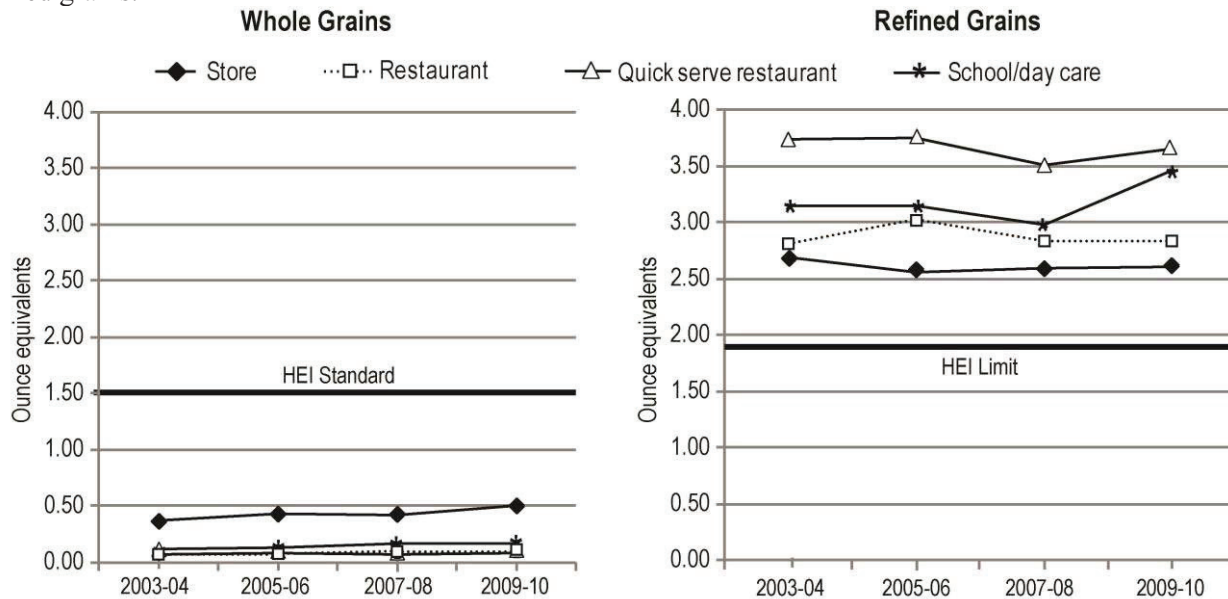 Whole Grains
Refined Grains
Store Restaurant Quick serve restaurant School/day care
4.00
3.50
3.00
2.50
2.00
1.50
1.00
0.50
0.00
Ounce equivalents
HEI Standard
2003-04 2005-06 2007-08 2009-10
4.00
3.50
3.00
2.50
2.00
1.50
1.00
0.50
0.00
Ounce equivalents
HEI Limit
2003-04 2005-06 2007-08 2009-10